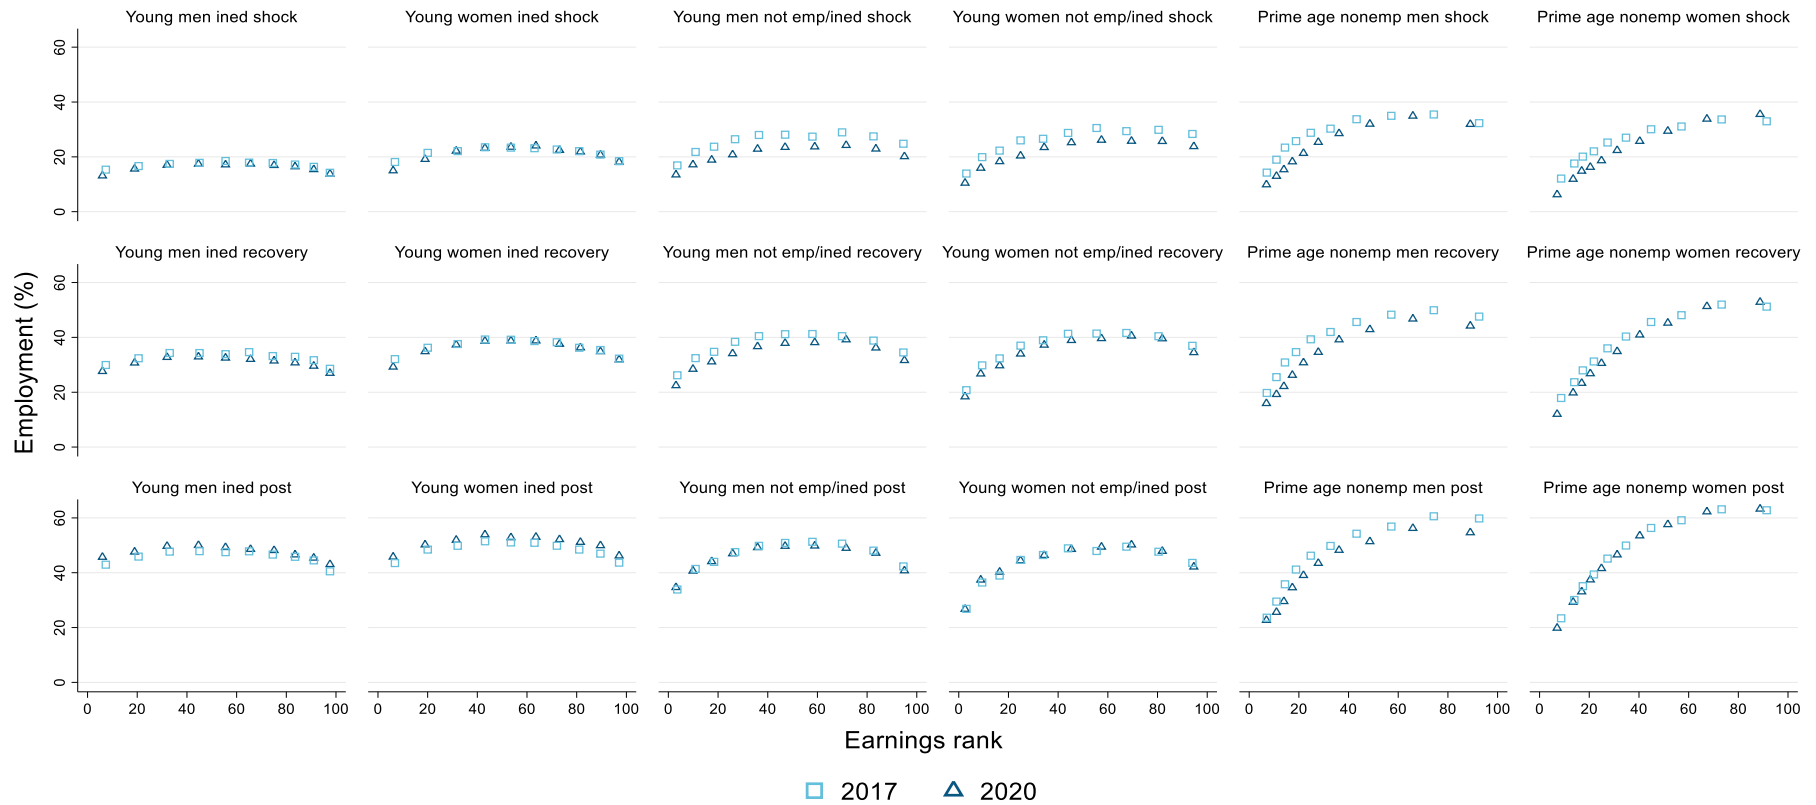 Young men ined shock
Young women ined shock
Young men not emp/ined shock
Young women not emp/ined shock
Prime age nonemp men shock
Prime age nonemp women shock
60
40
20
0
Young men ined recovery
Young women ined recovery
Young men not emp/ined recovery
Young women not emp/ined recovery
Prime age nonemp men recovery
Prime age nonemp women recovery
60
40
20
0
Employment (%)
Young men ined post
Young women ined post
Young men not emp/ined post
Young women not emp/ined post
Prime age nonemp men post
Prime age nonemp women post
60
40
20
0
0 20 40 60 80 100
0 20 40 60 80 100
0 20 40 60 80 100
0 20 40 60 80 100
0 20 40 60 80 100
0 20 40 60 80 100
Earnings rank
2017 2020